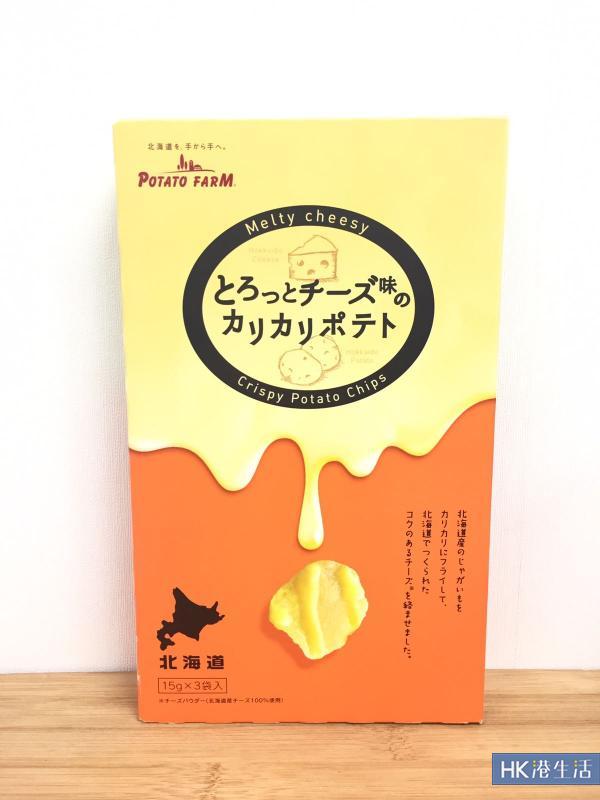 北海道を、手から手へ。
POTATO FARM
Melty cheesy
Hokkaido
Cheese
とろっとチーズ味の
カリカリポテト
Hokkaido
Potato
Crispy Potato Chips
北海道産のじゃがいもを
カリカリにフライして、
北海道でつくられた
コクのあるチーズ※を絡ませました。
北海道
15g×3袋入
※チーズパウダー(北海道産チーズ100%使用)
HK港生活